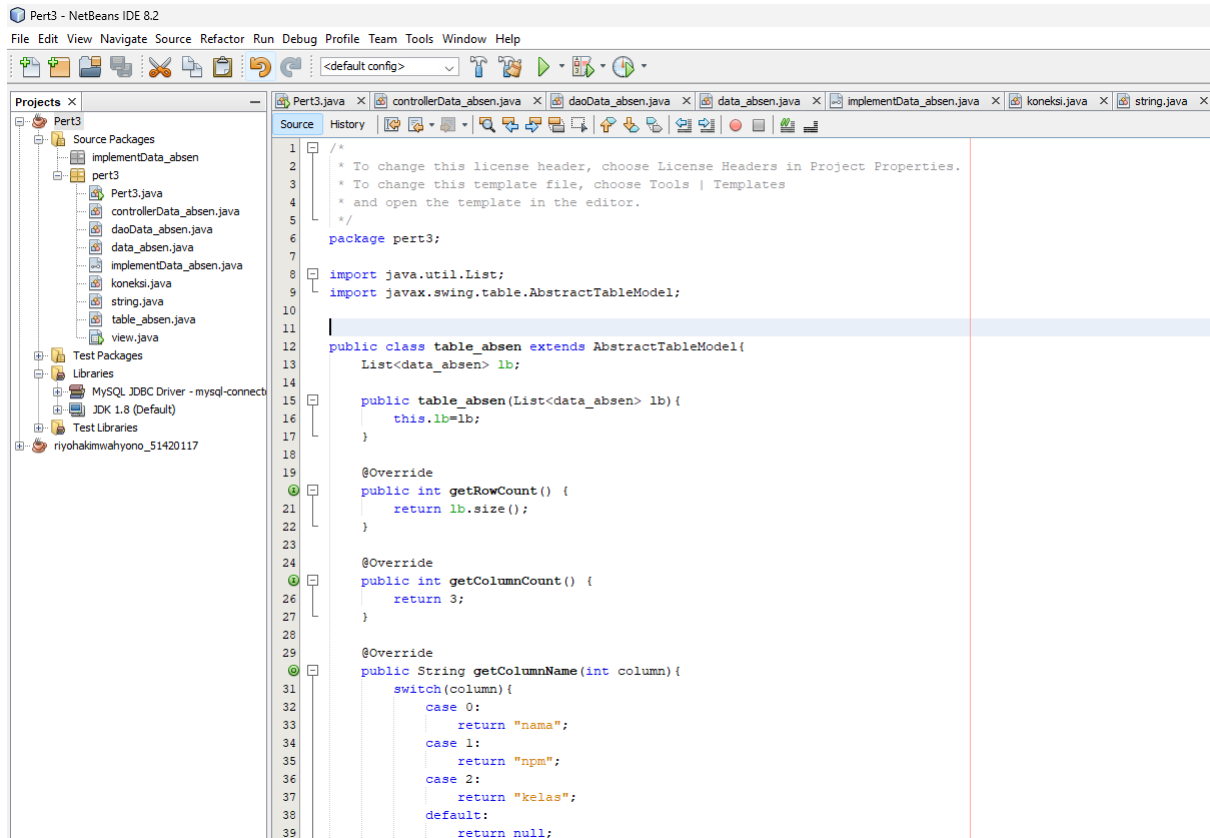 Pert3 - NetBeans IDE 8.2
File Edit View Navigate Source Refactor Run Debug Profile Team Tools Window Help
<default config>
Projects
Pert3
Source Packages
implementData_absen
pert3
Pert3.java
controllerData_absen.java
daoData_absen.java
data_absen.java
implementData_absen.java
koneksi.java
string.java
table_absen.java
view.java
Test Packages
Libraries
MySQL JDBC Driver - mysql-connect
JDK 1.8 (Default)
Test Libraries
riyohakimwahyono_51420117
Pert3.java controllerData_absen.java daoData_absen.java data_absen.java implementData_absen.java koneksi.java string.java
Source History
1 /*
2 * To change this license header, choose License Headers in Project Properties.
3 * To change this template file, choose Tools | Templates
4 * and open the template in the editor.
5 */
6 package pert3;
7
8 import java.util.List;
9 import javax.swing.table.AbstractTableModel;
10
11
12 public class table_absen extends AbstractTableModel{
13 List<data_absen> lb;
14
15 public table_absen(List<data_absen> lb){
16 this.lb=lb;
17 }
18
19 @Override
public int getRowCount() {
21 return lb.size();
22 }
23
24 @Override
public int getColumnCount() {
26 return 3;
27 }
28
29 @Override
public String getColumnName(int column){
31 switch(column){
32 case 0:
33 return "nama";
34 case 1:
35 return "npm";
36 case 2:
37 return "kelas";
38 default:
39 return null;